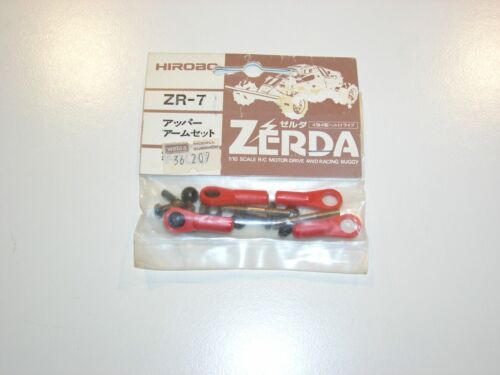 HIROBO
ZR-7
アッパー
アームセット
36 207
ゼルダ
ZERDA
1/10 SCALE R/C MOTOR-DRIVE 4WD RACING BUGGY